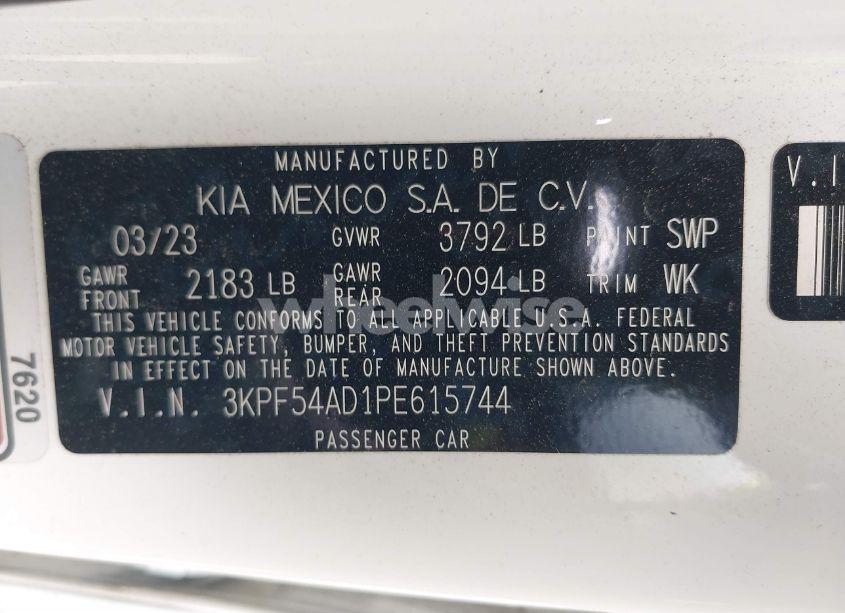 MANUFACTURED BY
KIA MEXICO S.A. DE C.V.
03/23 GVWR 3792 LB PAINT SWP
GAWR FRONT 2183 LB GAWR REAR 2094 LB TRIM WK
THIS VEHICLE CONFORMS TO ALL APPLICABLE U.S.A. FEDERAL
MOTOR VEHICLE SAFETY, BUMPER, AND THEFT PREVENTION STANDARDS
IN EFFECT ON THE DATE OF MANUFACTURE SHOWN ABOVE.
V.I.N. 3KPF54AD1PE615744
PASSENGER CAR
7620
V.I
wheelwise